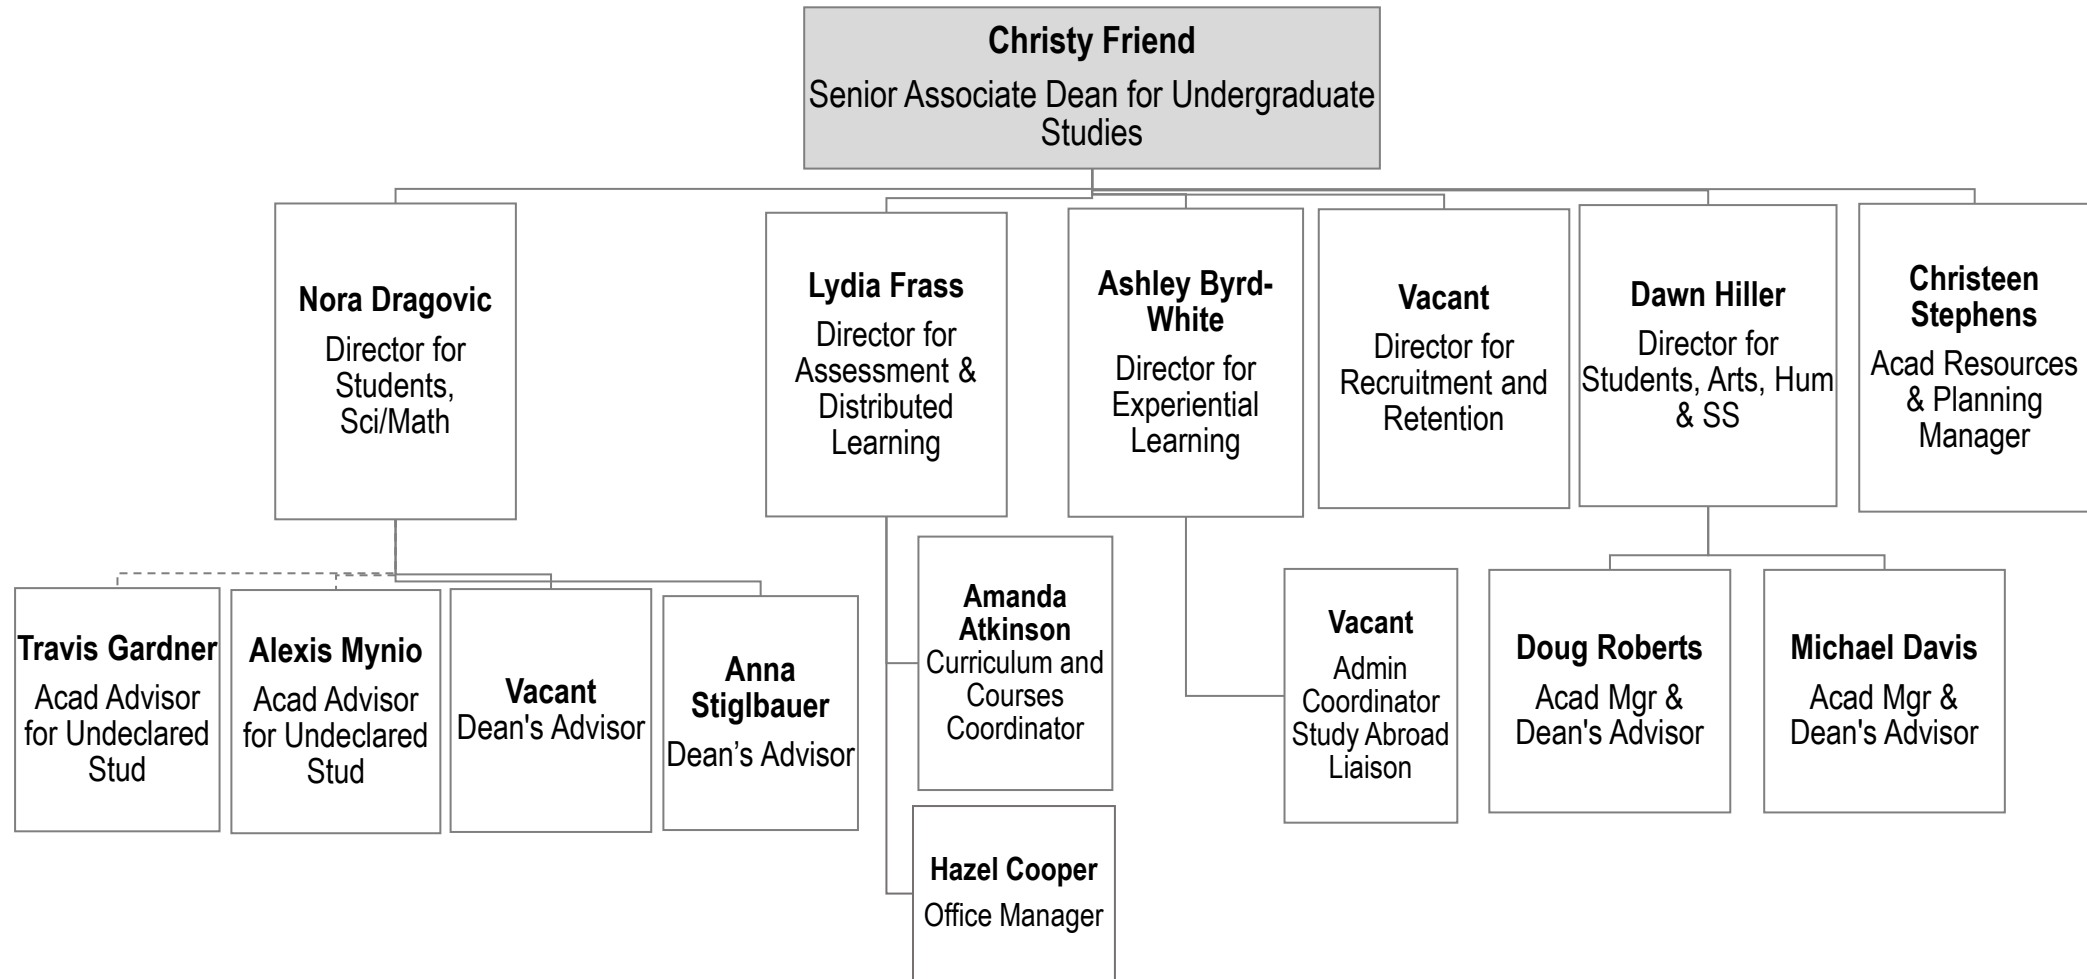 Christy Friend
Senior Associate Dean for Undergraduate
Studies
Nora Dragovic
Director for
Students,
Sci/Math
Lydia Frass
Director for
Assessment &
Distributed
Learning
Ashley Byrd-
White
Director for
Experiential
Learning
Vacant
Director for
Recruitment and
Retention
Dawn Hiller
Director for
Students, Arts, Hum
& SS
Christeen
Stephens
Acad Resources
& Planning
Manager
Travis Gardner
Acad Advisor
for Undeclared
Stud
Alexis Mynio
Acad Advisor
for Undeclared
Stud
Vacant
Dean's Advisor
Anna
Stiglbauer
Dean’s Advisor
Amanda
Atkinson
Curriculum and
Courses
Coordinator
Hazel Cooper
Office Manager
Vacant
Admin
Coordinator
Study Abroad
Liaison
Doug Roberts
Acad Mgr &
Dean's Advisor
Michael Davis
Acad Mgr &
Dean's Advisor